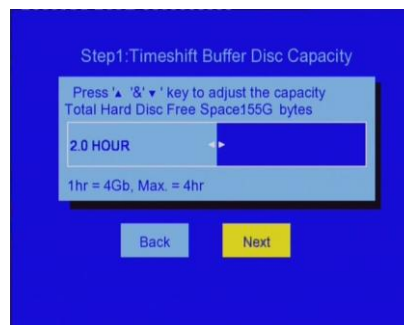 Step1:Timeshift Buffer Disc Capacity
Press '▲ '&' ▼ ' key to adjust the capacity
Total Hard Disc Free Space155G bytes
2.0 HOUR
1hr = 4Gb, Max. = 4hr
Back Next